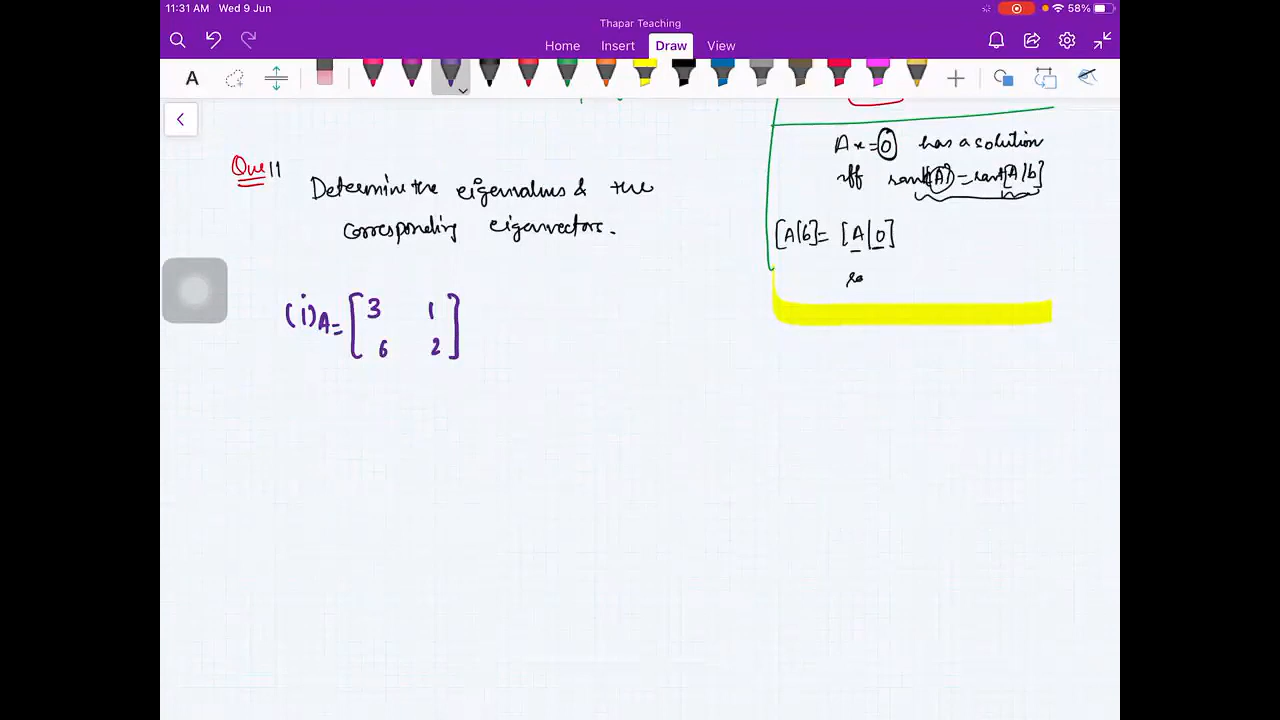 11:31 AM Wed 9 Jun
58%
Thapar Teaching
Home Insert Draw View
A
Ax=0 has a solution
iff rank(A)=rank[A|b]
[A|b]= [A|0]
Que 11
Determine the eigenvalues & the
corresponding eigenvectors.
(i) A= [3 1
6 2]